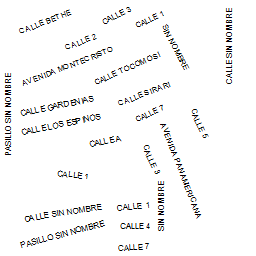 CALLE BETHE
CALLE 3
CALLE 1
CALLE 2
SIN NOMBRE
CALLE SIN NOMBRE
AVENIDA MONTECRISTO
CALLE TOCOMOSI
PASILLO SIN NOMBRE
CALLE GARDENIAS
CALLE SIRARI
CALLE LOS ESPINOS
CALLE 7
CALLE 5
CALLE A
CALLE 3
AVENIDA PANAMERICANA
CALLE 1
CALLE SIN NOMBRE
CALLE 1
SIN NOMBRE
PASILLO SIN NOMBRE
CALLE 4
CALLE 7